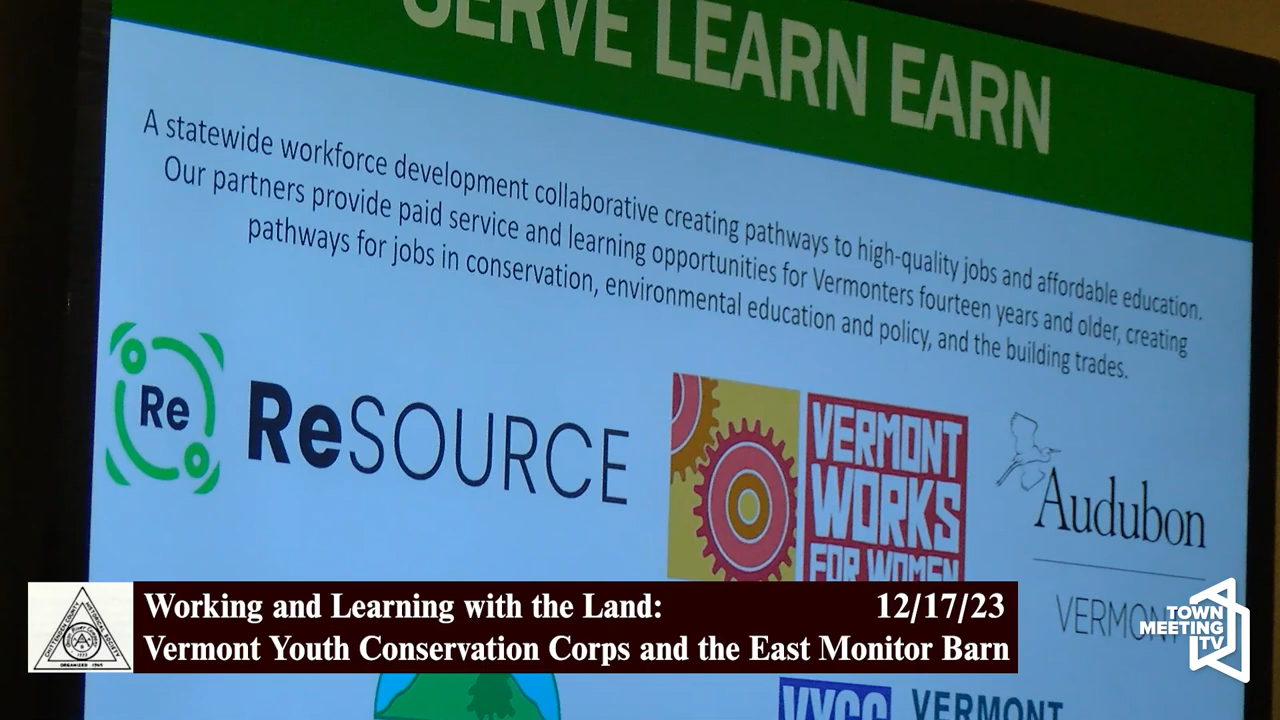 SERVE LEARN EARN
A statewide workforce development collaborative creating pathways to high-quality jobs and affordable education.
Our partners provide paid service and learning opportunities for Vermonters fourteen years and older, creating
pathways for jobs in conservation, environmental education and policy, and the building trades.
Re
ReSOURCE
VERMONT
WORKS
FOR WOMEN
Audubon
VERMONT
Working and Learning with the Land:
12/17/23
Vermont Youth Conservation Corps and the East Monitor Barn
TOWN
MEETING
TV
VYCC
VERMONT